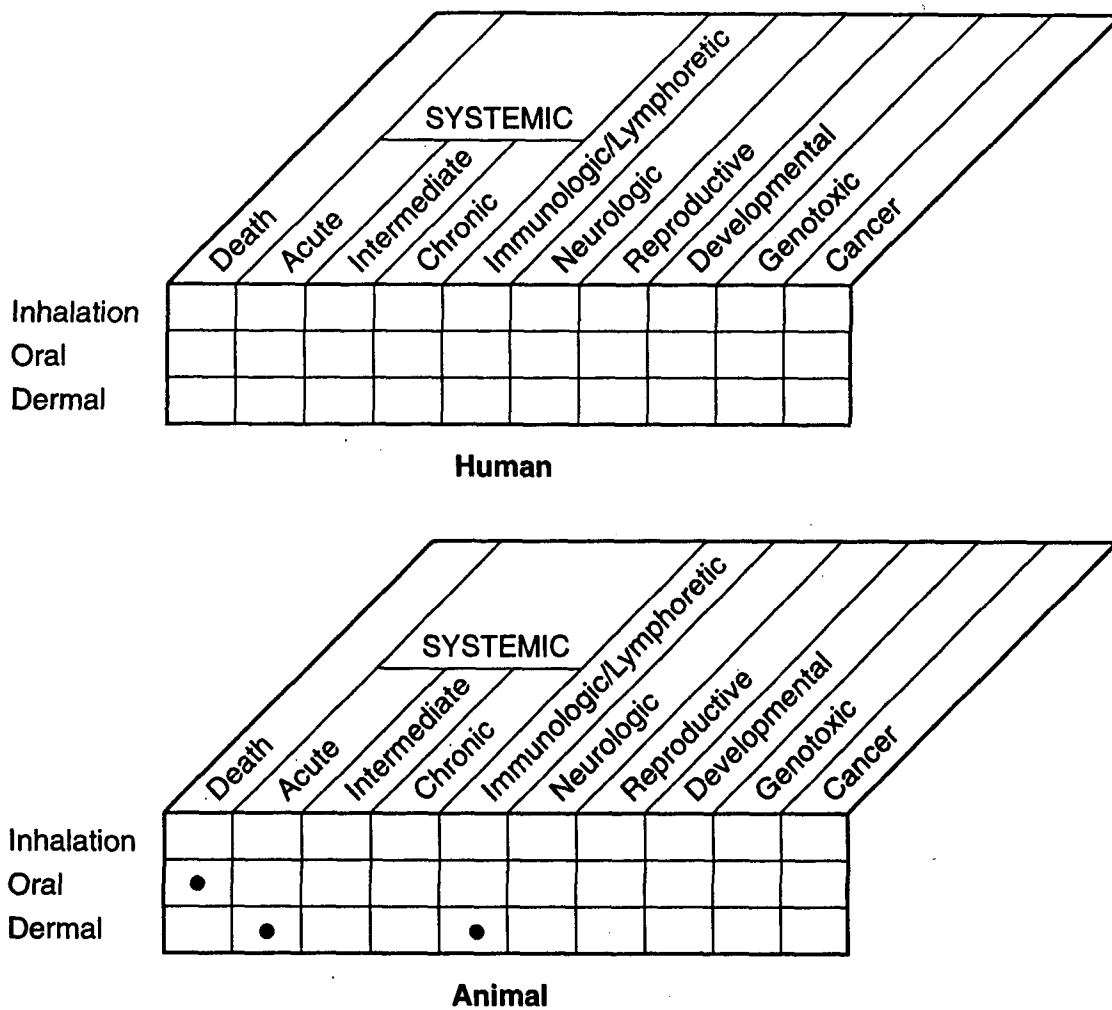 SYSTEMIC
Death
Acute
Intermediate
Chronic
Immunologic/Lymphoretic
Neurologic
Reproductive
Developmental
Genotoxic
Cancer
Inhalation
Oral
Dermal
Human
SYSTEMIC
Death
Acute
Intermediate
Chronic
Immunologic/Lymphoretic
Neurologic
Reproductive
Developmental
Genotoxic
Cancer
Inhalation
Oral
Dermal
Animal